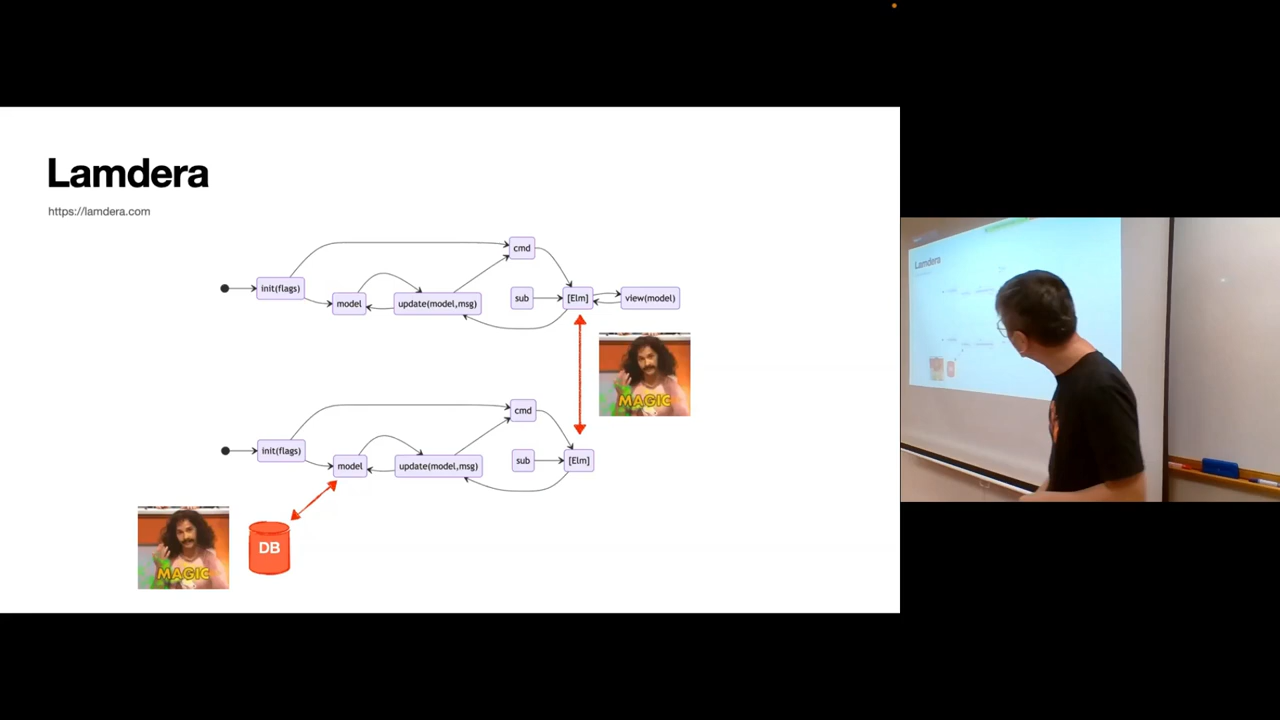 Lamdera
https://lamdera.com
cmd
init(flags)
model
update(model,msg)
sub
[Elm]
view(model)
MAGIC
cmd
init(flags)
model
update(model,msg)
sub
[Elm]
MAGIC
DB
Lamdera